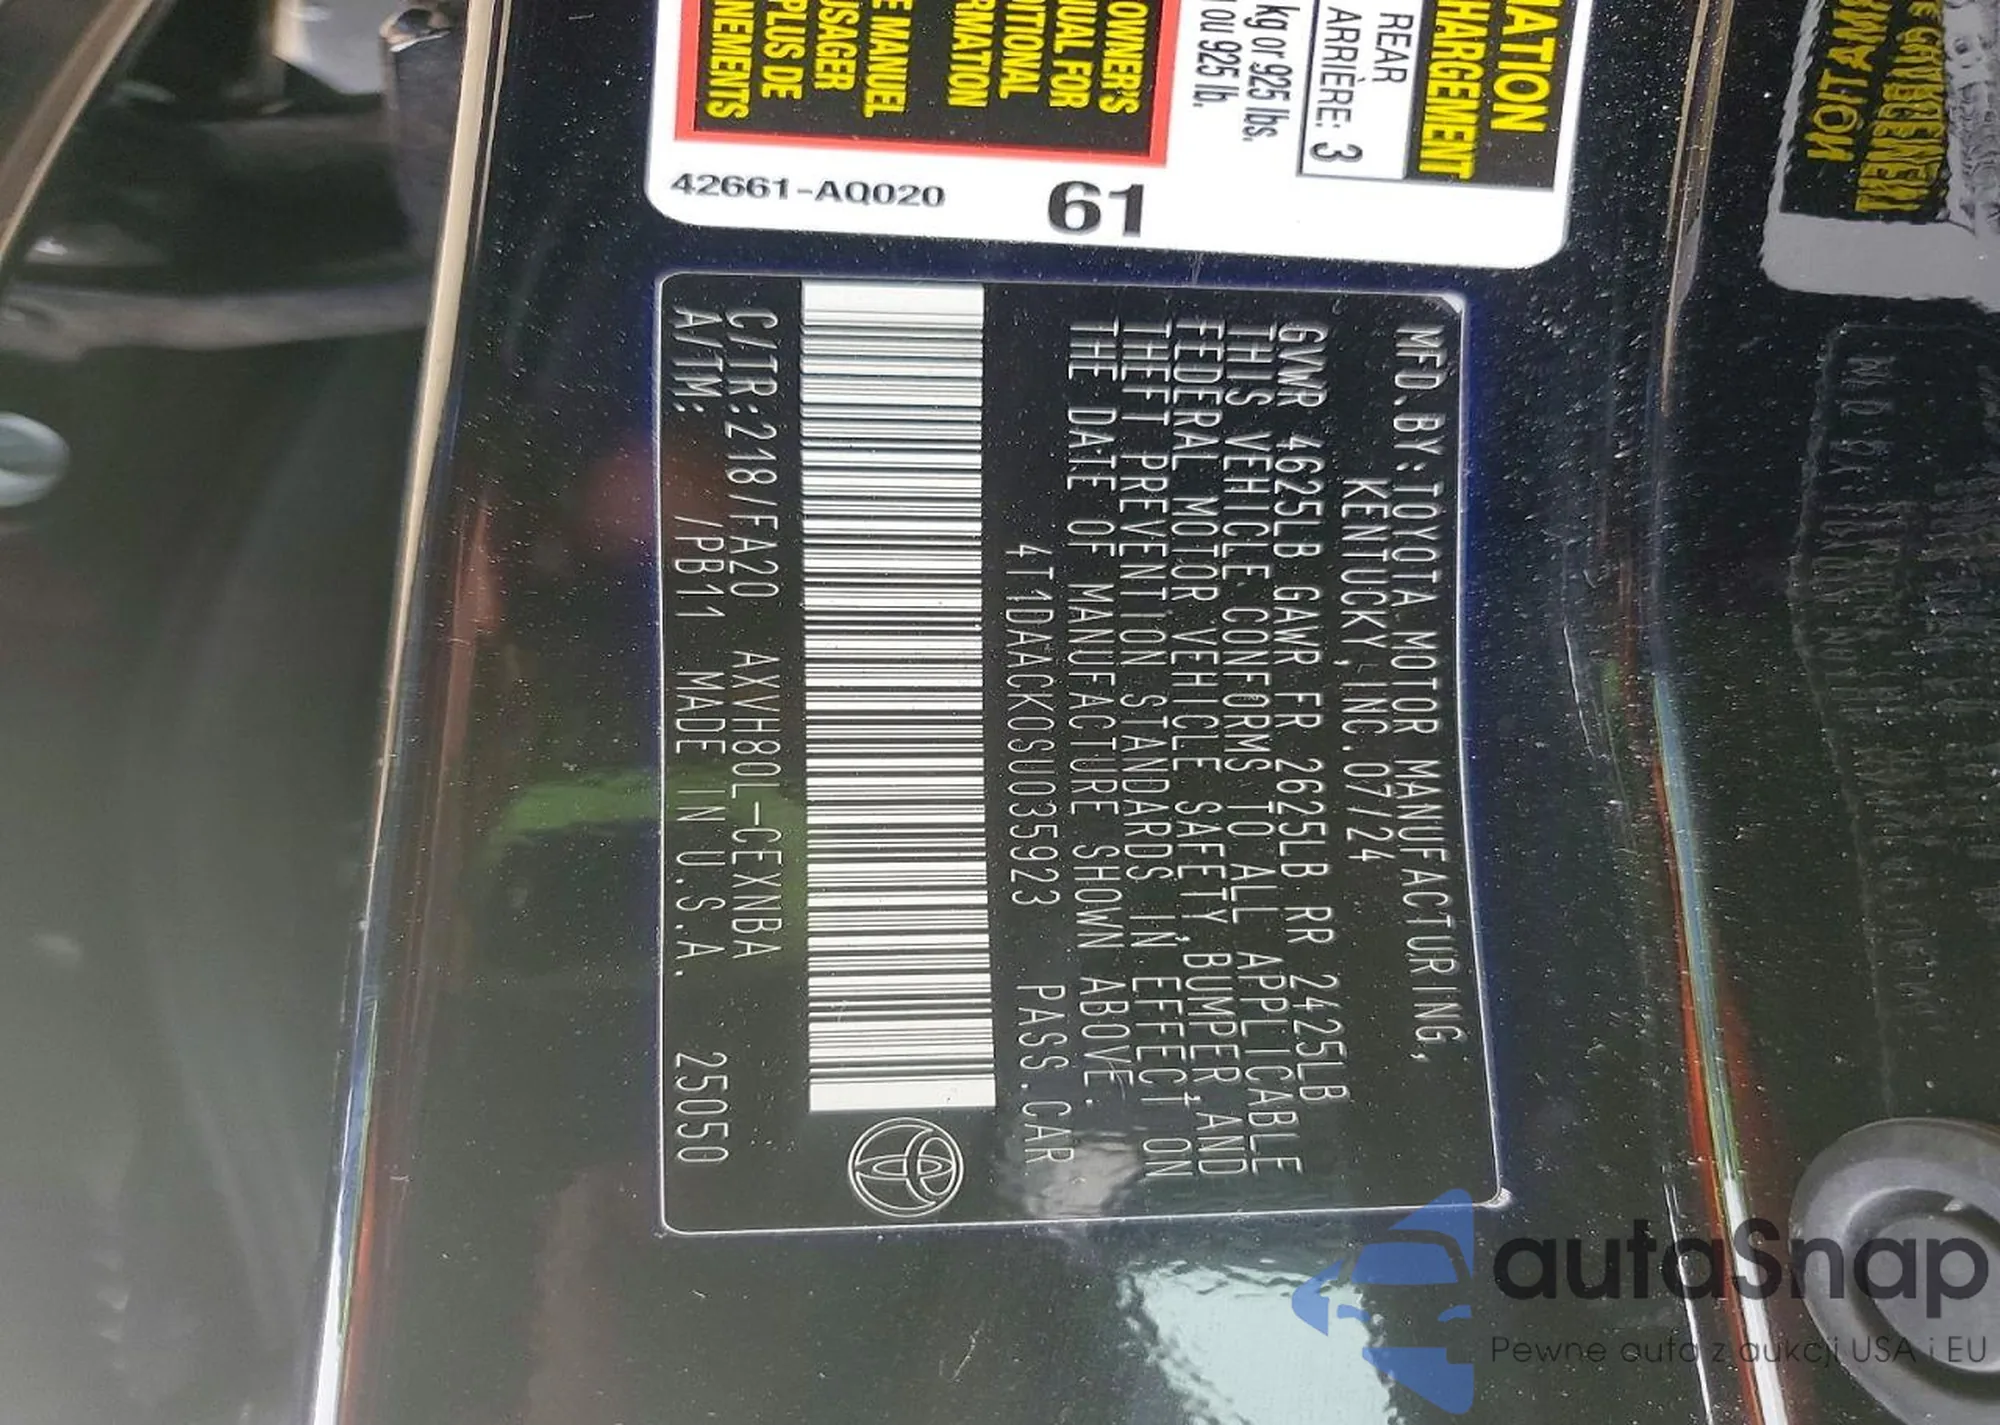 MATION
CHARGEMENT
REAR
ARRIÈRE: 3
kg or 925 lbs.
ou 925 lb.
OWNER'S
NUAL FOR
DITIONAL
RMATION
E MANUEL
USAGER
PLUS DE
NEMENTS
42661-AQ020 61
MFD.BY:TOYOTA MOTOR MANUFACTURING,
KENTUCKY,INC.07/24
GVWR 4625LB GAWR FR 2625LB RR 2425LB
THIS VEHICLE CONFORMS TO ALL APPLICABLE
FEDERAL MOTOR VEHICLE SAFETY,BUMPER,AND
THEFT PREVENTION STANDARDS IN EFFECT ON
THE DATE OF MANUFACTURE SHOWN ABOVE.
4T1DAACK0SU035923 PASS.CAR
C/TR:218/FA20 AXVH80L-CEXNBA
A/TM: /PB11 MADE IN U.S.A. 25050
autaSnap
Pewne auto z aukcji USA i EU